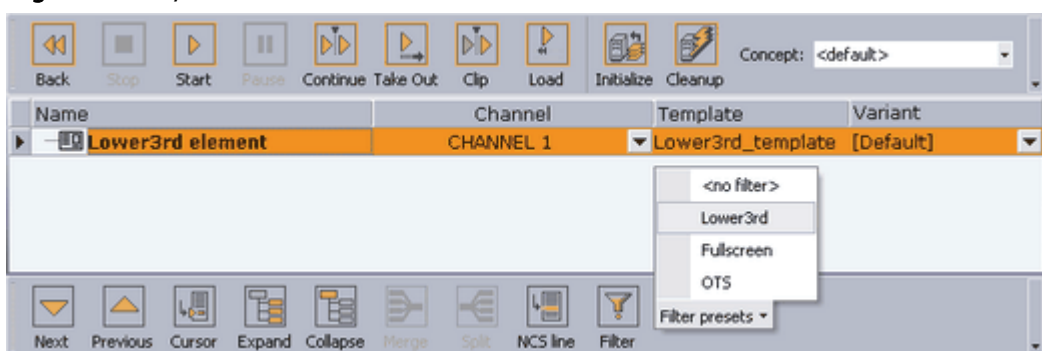 Back Stop Start Pause Continue Take Out Clip Load Initialize Cleanup Concept: <default>
Name Channel Template Variant
Lower3rd element CHANNEL 1 Lower3rd_template [Default]
<no filter>
Lower3rd
Fullscreen
OTS
Filter presets
Next Previous Cursor Expand Collapse Merge Split NCS line Filter